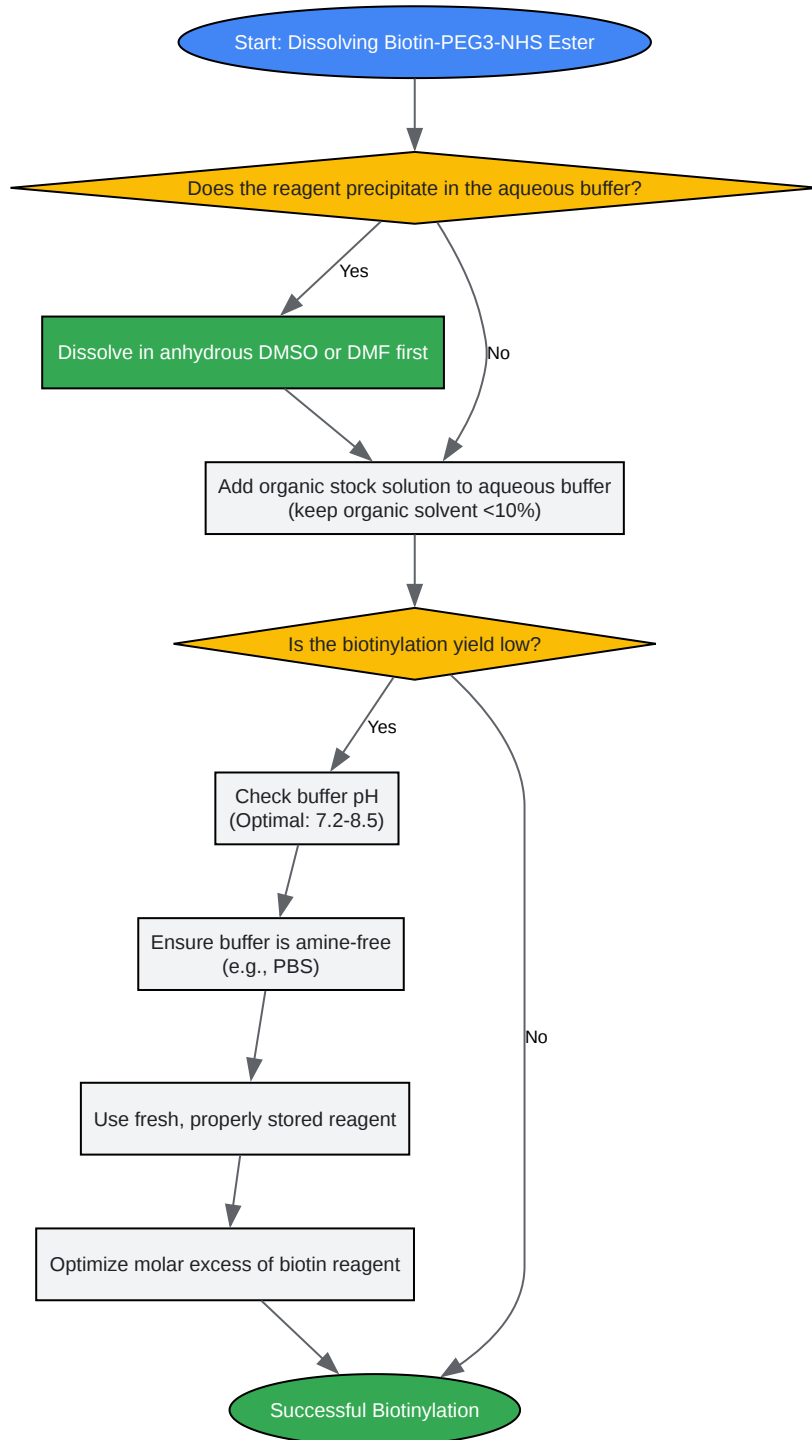 Start: Dissolving Biotin-PEG3-NHS Ester
Does the reagent precipitate in the aqueous buffer?
Yes
Dissolve in anhydrous DMSO or DMF first
No
Add organic stock solution to aqueous buffer
(keep organic solvent <10%)
Is the biotinylation yield low?
Yes
Check buffer pH
(Optimal: 7.2-8.5)
Ensure buffer is amine-free
(e.g., PBS)
No
Use fresh, properly stored reagent
Optimize molar excess of biotin reagent
Successful Biotinylation